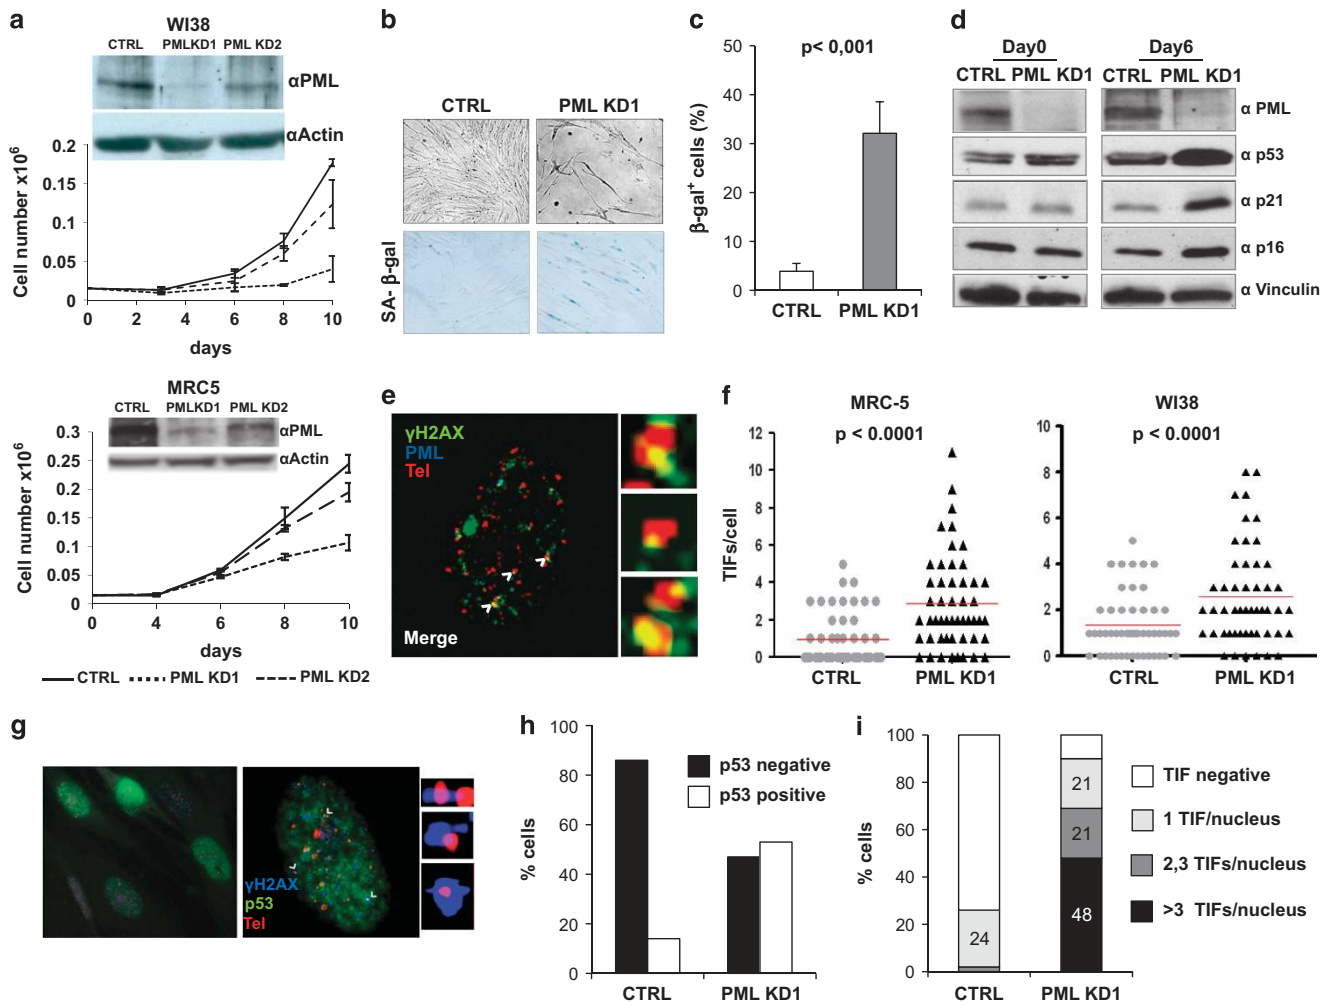 a
WI38
CTRL PMLKD1 PML KD2
αPML
αActin
Cell number x10⁶
0.2
0.15
0.1
0.05
0
0 2 4 6 8 10
days
MRC5
CTRL PMLKD1 PML KD2
αPML
αActin
Cell number x10⁶
0.3
0.25
0.2
0.15
0.1
0.05
0
0 2 4 6 8 10
days
CTRL PML KD1 PML KD2
b
CTRL PML KD1
SA- β-gal
c
p< 0,001
β-gal⁺ cells (%)
50
40
30
20
10
0
CTRL PML KD1
d
Day0 Day6
CTRL PML KD1 CTRL PML KD1
α PML
α p53
α p21
α p16
α Vinculin
e
γH2AX
PML
Tel
Merge
f
MRC-5
p < 0.0001
TIFs/cell
12
10
8
6
4
2
0
CTRL PML KD1
WI38
p < 0.0001
10
8
6
4
2
0
CTRL PML KD1
g
γH2AX
p53
Tel
h
% cells
100
80
60
40
20
0
p53 negative
p53 positive
CTRL PML KD1
i
% cells
100
80
60
40
20
0
24
21
21
48
CTRL PML KD1
TIF negative
1 TIF/nucleus
2,3 TIFs/nucleus
>3 TIFs/nucleus